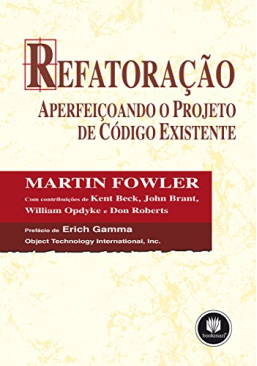 REFATORAÇÃO
APERFEIÇOANDO O PROJETO
DE CÓDIGO EXISTENTE
MARTIN FOWLER
Com contribuições de Kent Beck, John Brant,
William Opdyke e Don Roberts
Prefácio de Erich Gamma
Object Technology International, Inc.
bookman